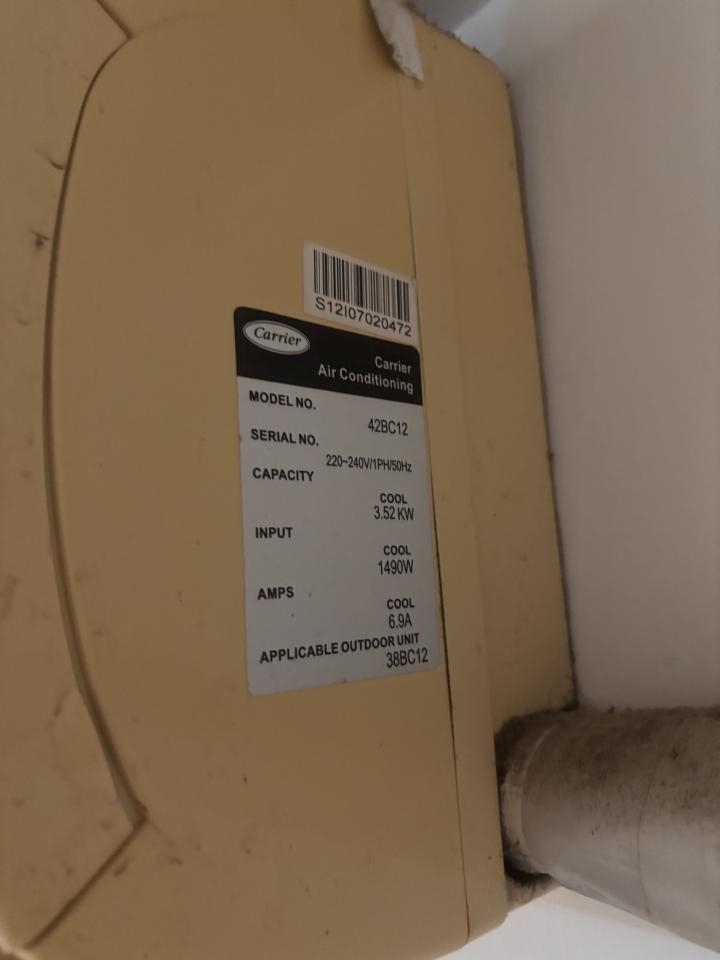 S12I07020472
Carrier
Carrier
Air Conditioning
MODEL NO.
42BC12
SERIAL NO.
220~240V/1PH/50Hz
CAPACITY
COOL
3.52 KW
INPUT
COOL
1490W
AMPS
COOL
6.9A
APPLICABLE OUTDOOR UNIT
38BC12